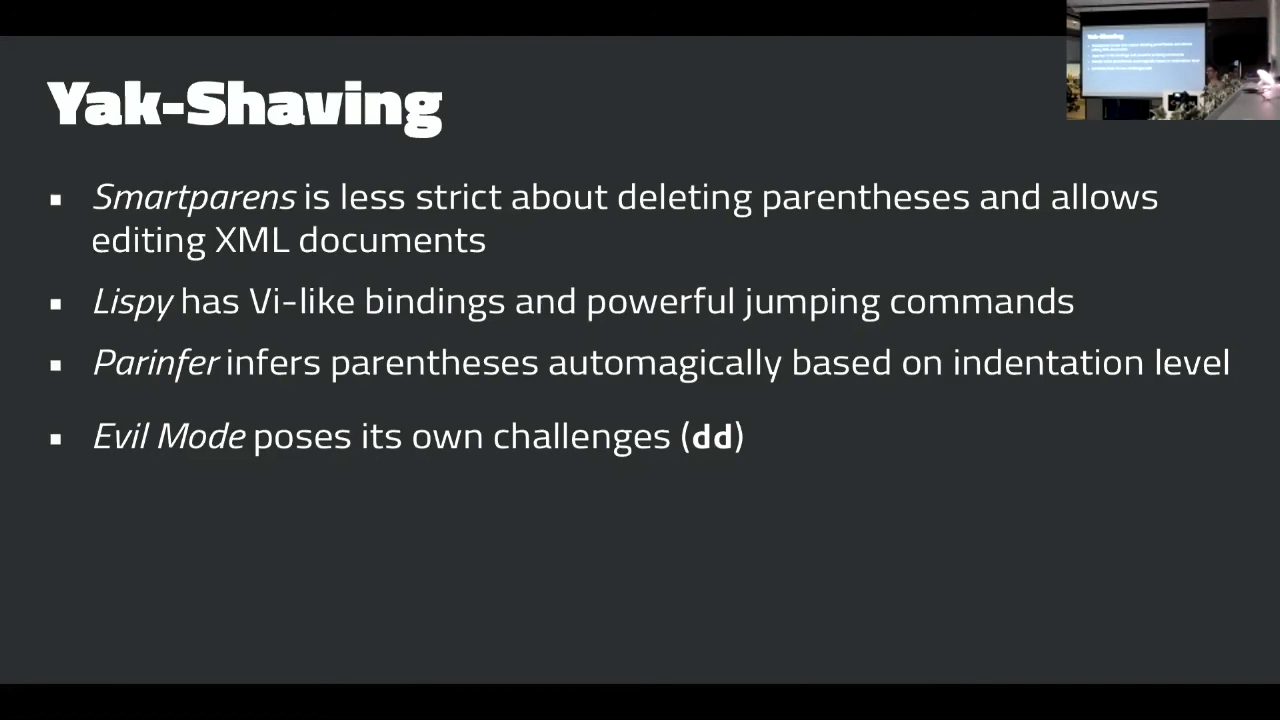 Yak-Shaving
▪ Smartparens is less strict about deleting parentheses and allows
editing XML documents
▪ Lispy has Vi-like bindings and powerful jumping commands
▪ Parinfer infers parentheses automagically based on indentation level
▪ Evil Mode poses its own challenges (dd)
Yak-Shaving